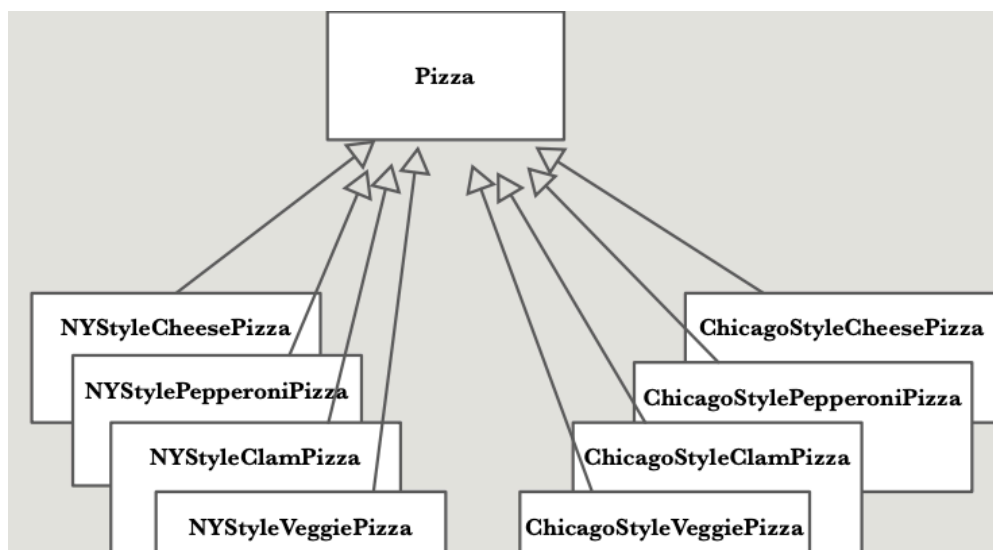 Pizza
NYStyleCheesePizza
NYStylePepperoniPizza
NYStyleClamPizza
NYStyleVeggiePizza
ChicagoStyleCheesePizza
ChicagoStylePepperoniPizza
ChicagoStyleClamPizza
ChicagoStyleVeggiePizza